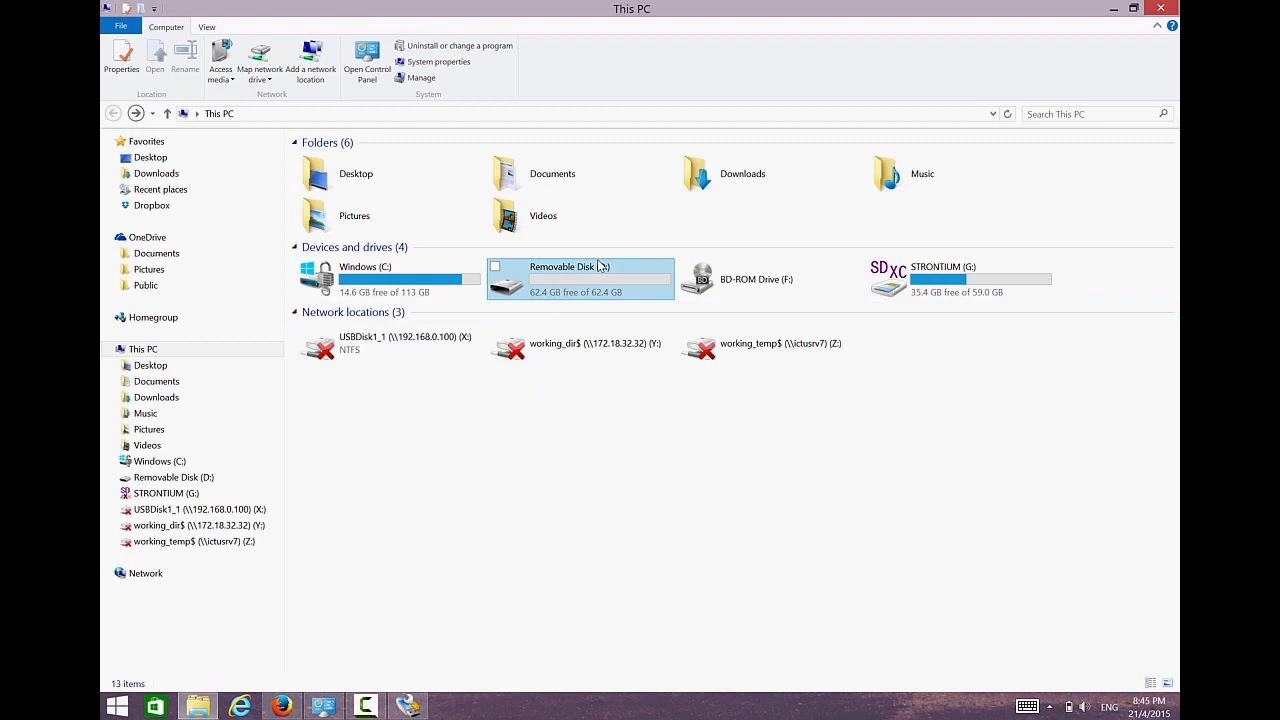 This PC
File
Computer
View
Properties
Open
Rename
Access media
Map network drive
Add a network location
Open Control Panel
Uninstall or change a program
System properties
Manage
Location
Network
System
This PC
Search This PC
Favorites
Desktop
Downloads
Recent places
Dropbox
OneDrive
Documents
Pictures
Public
Homegroup
This PC
Desktop
Documents
Downloads
Music
Pictures
Videos
Windows (C:)
Removable Disk (D:)
STRONTIUM (G:)
USBDisk1_1 (\\192.168.0.100) (X:)
working_dir$ (\\172.18.32.32) (Y:)
working_temp$ (\\ictusrv7) (Z:)
Network
Folders (6)
Desktop
Documents
Downloads
Music
Pictures
Videos
Devices and drives (4)
Windows (C:)
14.6 GB free of 113 GB
Removable Disk
62.4 GB free of 62.4 GB
BD
BD-ROM Drive (F:)
SDXC
STRONTIUM (G:)
35.4 GB free of 59.0 GB
Network locations (3)
USBDisk1_1 (\\192.168.0.100) (X:)
NTFS
working_dir$ (\\172.18.32.32) (Y:)
working_temp$ (\\ictusrv7) (Z:)
13 items
ENG
8:45 PM
21/4/2015